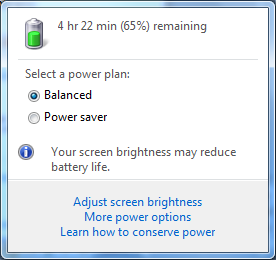 4 hr 22 min (65%) remaining
Select a power plan:
Balanced
Power saver
Your screen brightness may reduce
battery life.
Adjust screen brightness
More power options
Learn how to conserve power